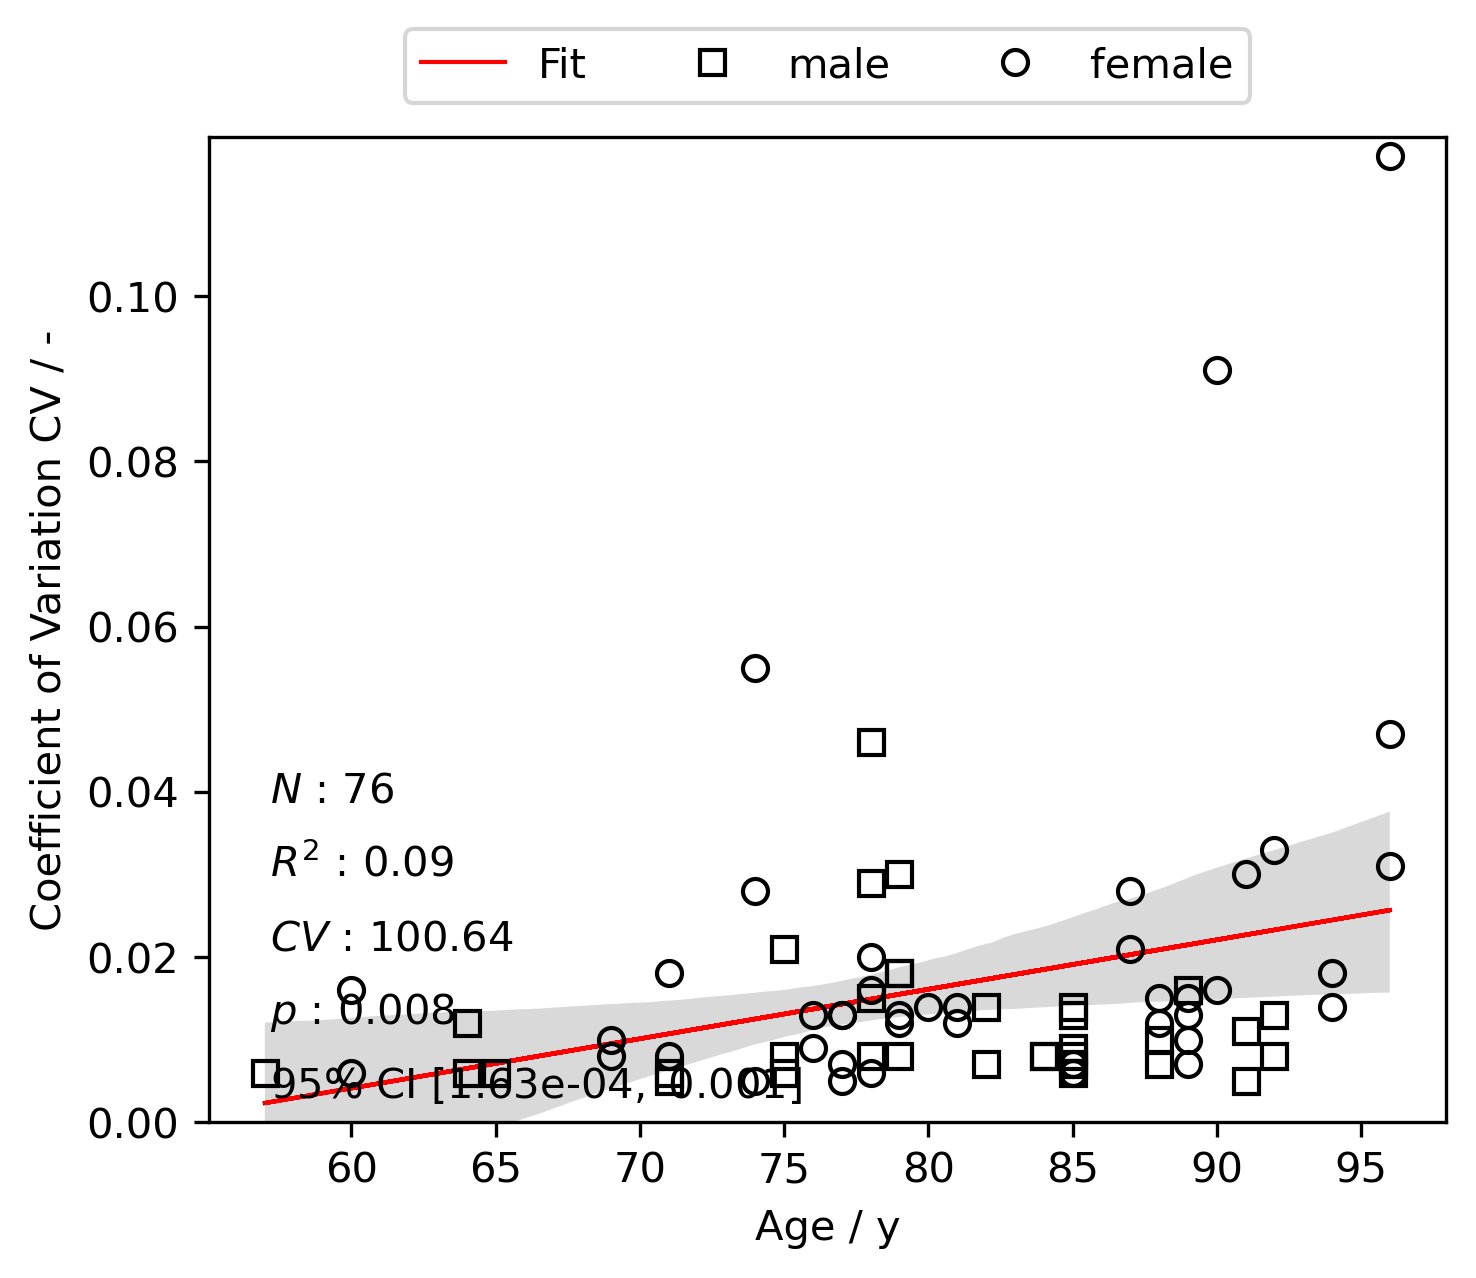 Fit male female
Coefficient of Variation CV / -
0.10
0.08
0.06
0.04
0.02
0.00
N : 76
R² : 0.09
CV : 100.64
p : 0.008
95% CI [1.63e-04, 0.001]
60 65 70 75 80 85 90 95
Age / y